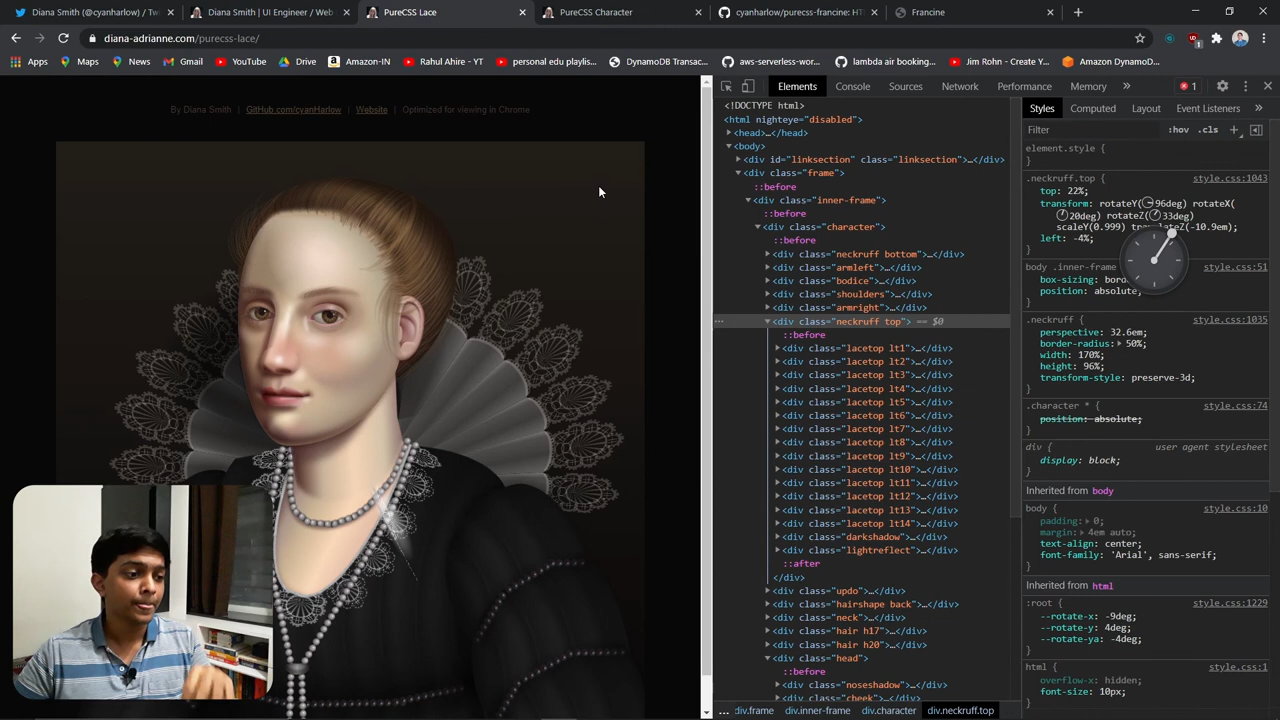 Diana Smith (@cyanharlow) / Twi
Diana Smith | UI Engineer / Web
PureCSS Lace
PureCSS Character
cyanharlow/purecss-francine: HT
Francine
diana-adrianne.com/purecss-lace/
Apps
Maps
News
Gmail
YouTube
Drive
Amazon-IN
Rahul Ahire - YT
personal edu playlis...
DynamoDB Transac...
aws-serverless-wor...
lambda air booking...
Jim Rohn - Create Y...
Amazon DynamoD...
By Diana Smith | GitHub.com/cyanHarlow | Website | Optimized for viewing in Chrome
Elements
Console
Sources
Network
Performance
Memory
1
<!DOCTYPE html>
<html nighteye="disabled">
<head>…</head>
<body>
<div id="linksection" class="linksection">…</div>
<div class="frame">
::before
<div class="inner-frame">
::before
<div class="character">
::before
<div class="neckruff bottom">…</div>
<div class="armleft">…</div>
<div class="bodice">…</div>
<div class="shoulders">…</div>
<div class="armright">…</div>
<div class="neckruff top"> == $0
::before
<div class="lacetop lt1">…</div>
<div class="lacetop lt2">…</div>
<div class="lacetop lt3">…</div>
<div class="lacetop lt4">…</div>
<div class="lacetop lt5">…</div>
<div class="lacetop lt6">…</div>
<div class="lacetop lt7">…</div>
<div class="lacetop lt8">…</div>
<div class="lacetop lt9">…</div>
<div class="lacetop lt10">…</div>
<div class="lacetop lt11">…</div>
<div class="lacetop lt12">…</div>
<div class="lacetop lt13">…</div>
<div class="lacetop lt14">…</div>
<div class="darkshadow">…</div>
<div class="lightreflect">…</div>
::after
</div>
<div class="updo">…</div>
<div class="hairshape back">…</div>
<div class="neck">…</div>
<div class="hair h17">…</div>
<div class="hair h20">…</div>
<div class="head">
::before
<div class="noseshadow">…</div>
<div class="cheek">…</div>
... div.frame div.inner-frame div.character div.neckruff.top
Styles
Computed
Layout
Event Listeners
Filter
:hov .cls
element.style {
}
.neckruff.top { style.css:1043
top: 22%;
transform: rotateY(96deg) rotateX(
20deg) rotateZ(33deg)
scaleY(0.999) (-10.9em);
left: -4%;
}
body .inner-frame style.css:51
box-sizing:
position: absolute;
}
.neckruff { style.css:1035
perspective: 32.6em;
border-radius: 50%;
width: 170%;
height: 96%;
transform-style: preserve-3d;
}
.character * { style.css:74
position: absolute;
}
div { user agent stylesheet
display: block;
}
Inherited from body
body { style.css:10
padding: 0;
margin: 4em auto;
text-align: center;
font-family: 'Arial', sans-serif;
}
Inherited from html
:root { style.css:1229
--rotate-x: -9deg;
--rotate-y: 4deg;
--rotate-ya: -4deg;
}
html { style.css:1
overflow-x: hidden;
font-size: 10px;
}